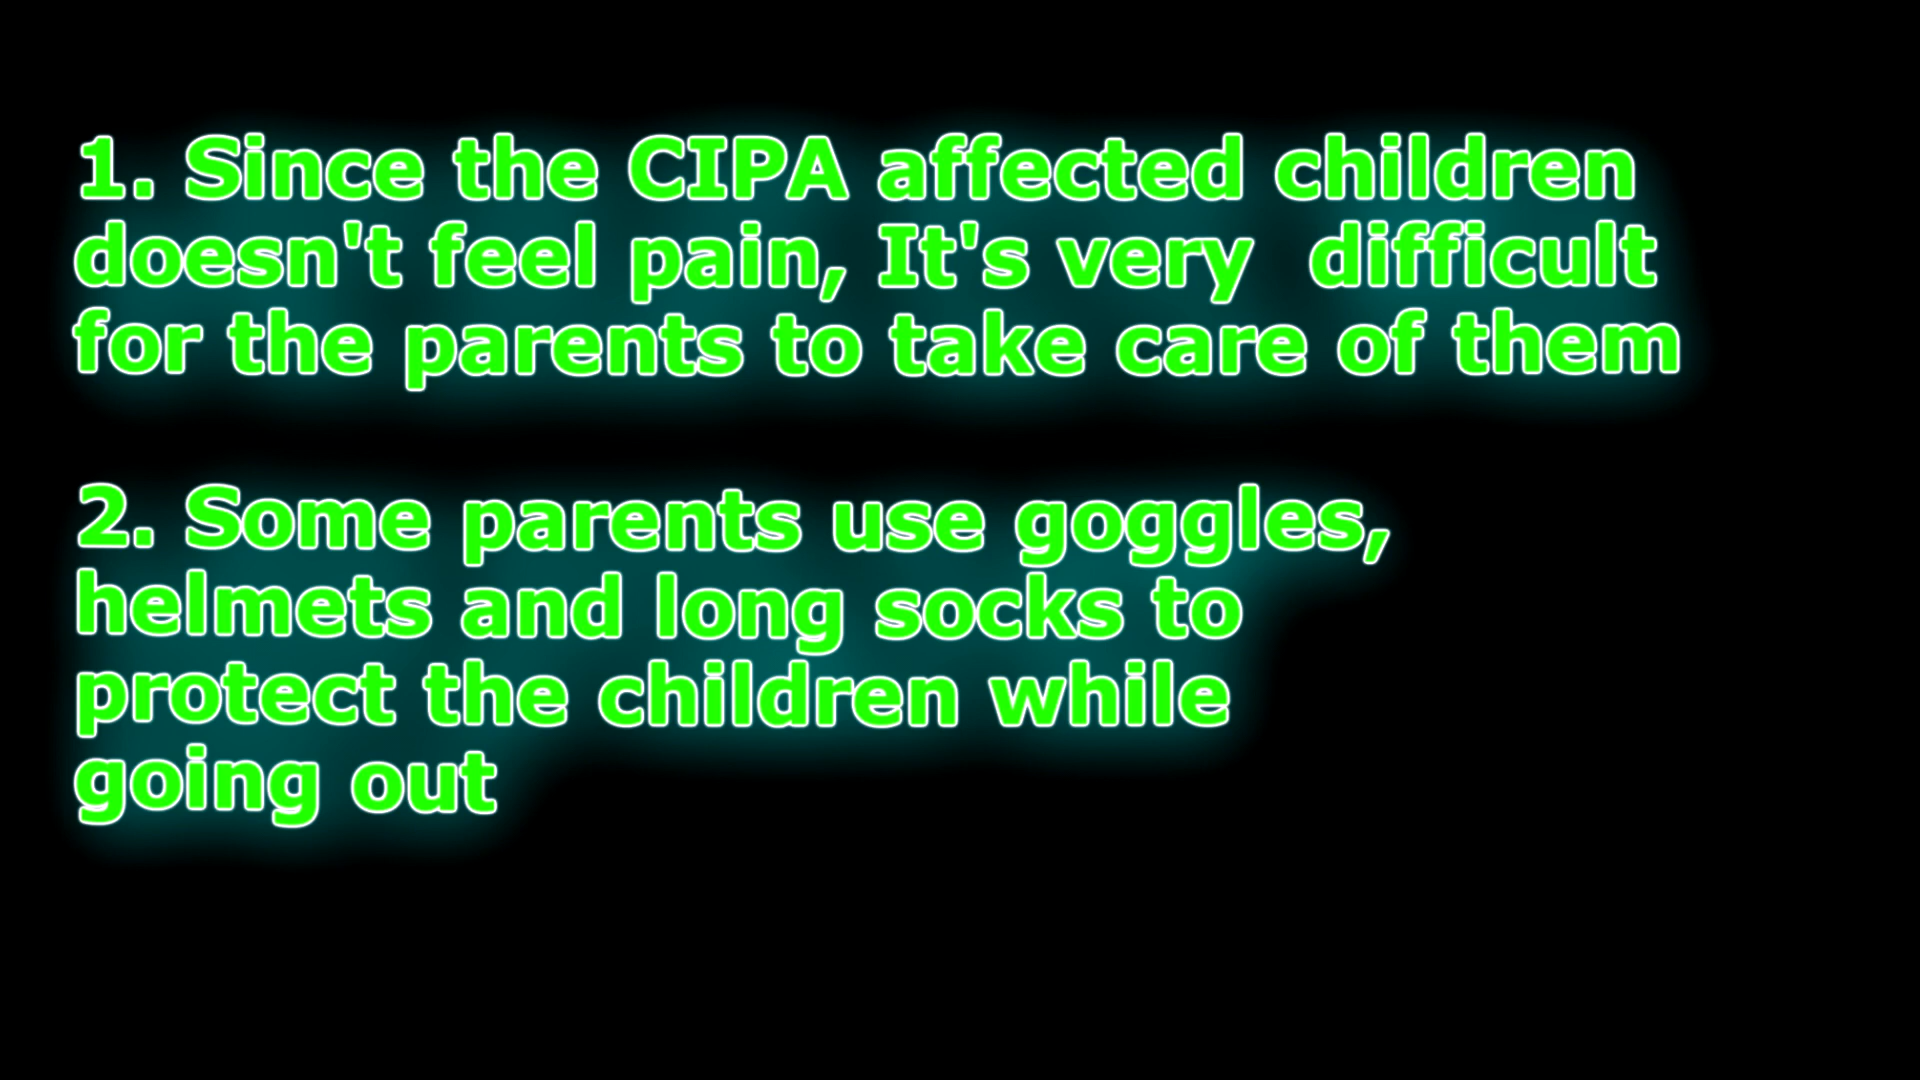 1. Since the CIPA affected children
doesn't feel pain, It's very  difficult
for the parents to take care of them
2. Some parents use goggles,
helmets and long socks to
protect the children while
going out